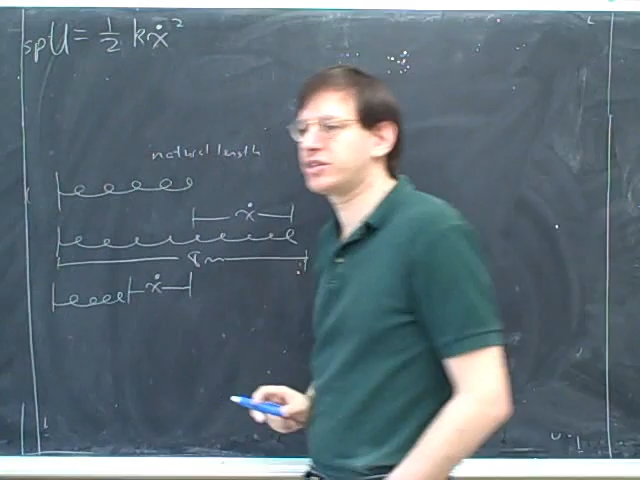 spU = ½ kẋ²
natural length
ẋ
ẋ